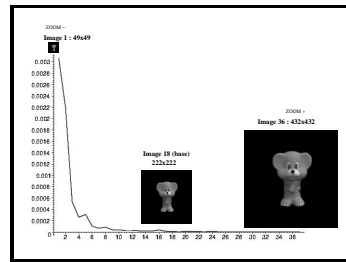 ZOOM −
Image 1 : 49x49
0.003
0.0028
0.0026
0.0024
0.0022
0.002
0.0018
0.0016
0.0014
0.0012
0.001
0.0008
0.0006
0.0004
0.0002
0
2 4 6 8 10 12 14 16 18 20 22 24 26 28 30 32 34 36
Image 18 (base)
222x222
ZOOM +
Image 36 : 432x432